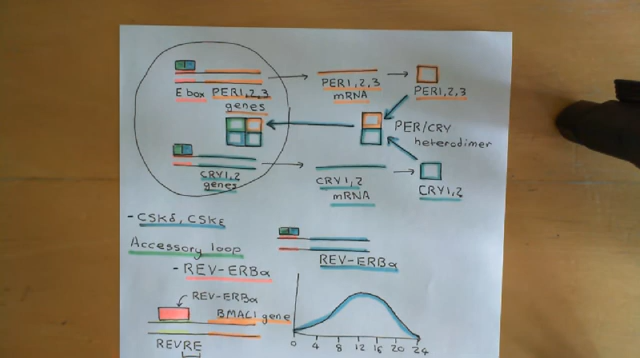 E box PER1,2,3
genes
PER1,2,3
mRNA
PER1,2,3
PER/CRY
heterodimer
CRY1,2
genes
CRY1,2
mRNA
CRY1,2
- CSKδ, CSKε
Accessory loop
- REV-ERBα
REV-ERBα
REV-ERBα
BMAL1 gene
REVRE
0 4 8 12 16 20 24